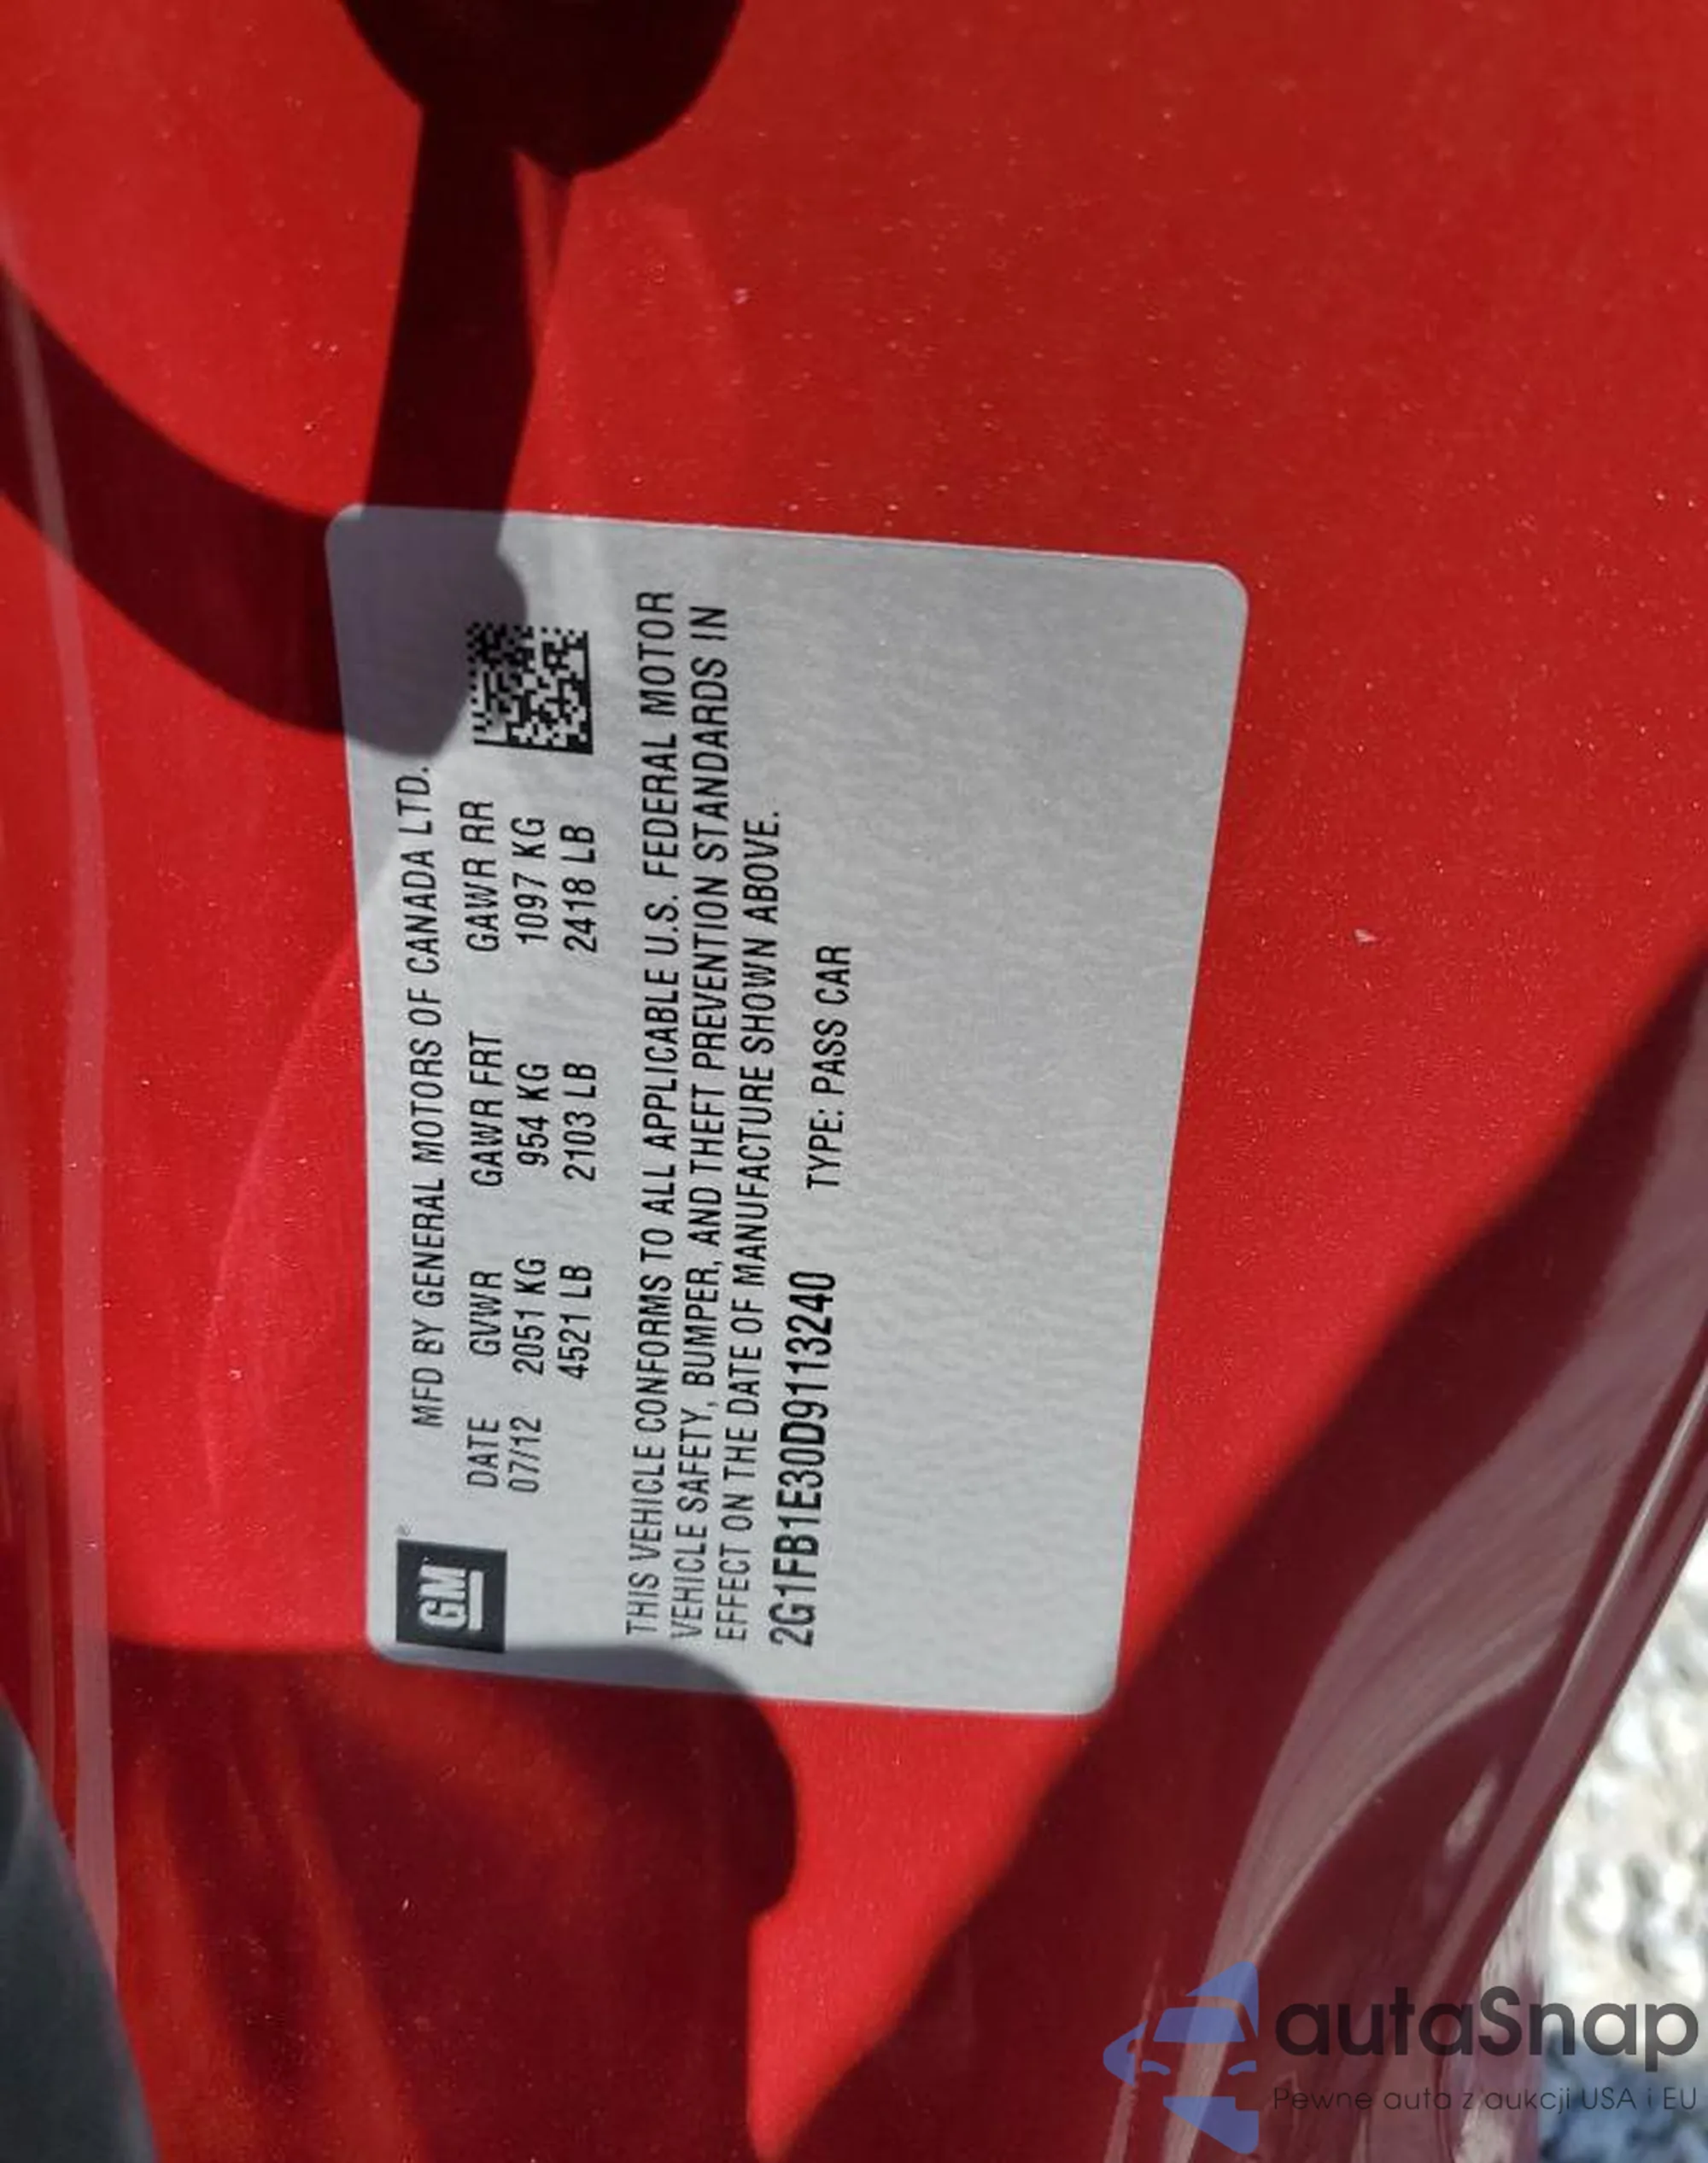 GM
MFD BY GENERAL MOTORS OF CANADA LTD.
DATE GVWR GAWR FRT GAWR RR
07/12 2051 KG 954 KG 1097 KG
4521 LB 2103 LB 2418 LB
THIS VEHICLE CONFORMS TO ALL APPLICABLE U.S. FEDERAL MOTOR
VEHICLE SAFETY, BUMPER, AND THEFT PREVENTION STANDARDS IN
EFFECT ON THE DATE OF MANUFACTURE SHOWN ABOVE.
2G1FB1E30D9113240 TYPE: PASS CAR
autaSnap
Pewne auta z aukcji USA i EU